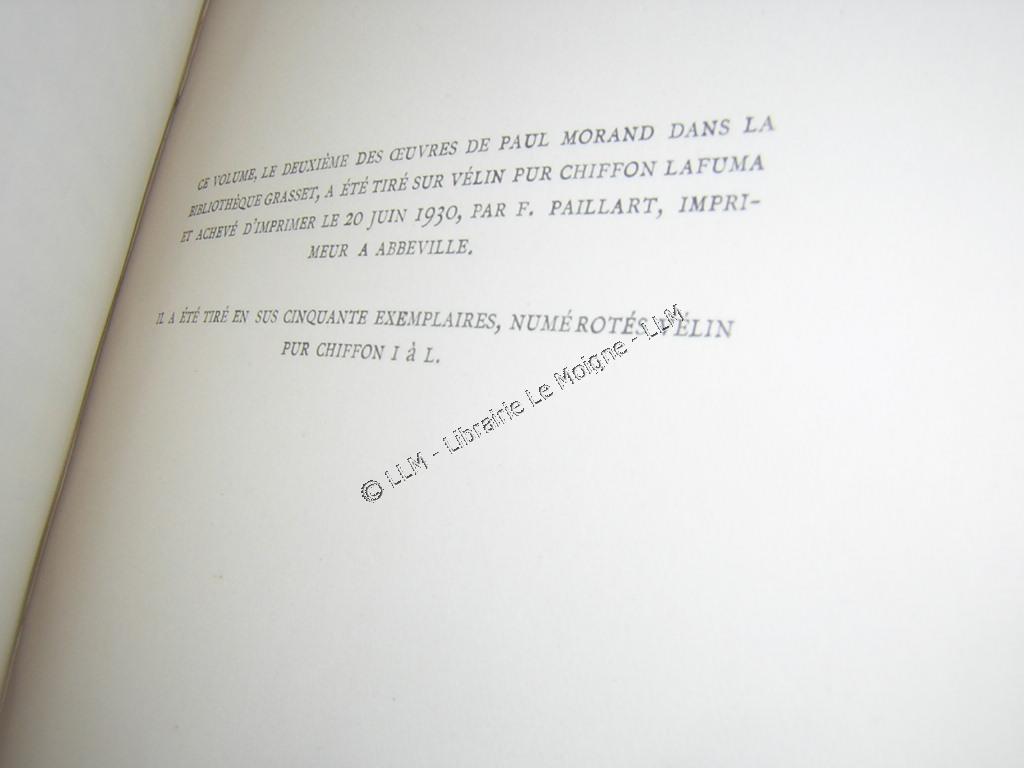 CE VOLUME, LE DEUXIÈME DES ŒUVRES DE PAUL MORAND DANS LA
BIBLIOTHÈQUE GRASSET, A ÉTÉ TIRÉ SUR VÉLIN PUR CHIFFON LAFUMA
ET ACHEVÉ D'IMPRIMER LE 20 JUIN 1930, PAR F. PAILLART, IMPRI-
MEUR A ABBEVILLE.
IL A ÉTÉ TIRÉ EN SUS CINQUANTE EXEMPLAIRES, NUMÉROTÉS VÉLIN
PUR CHIFFON I à L.
© LLM - Librairie Le Moigne - LLM